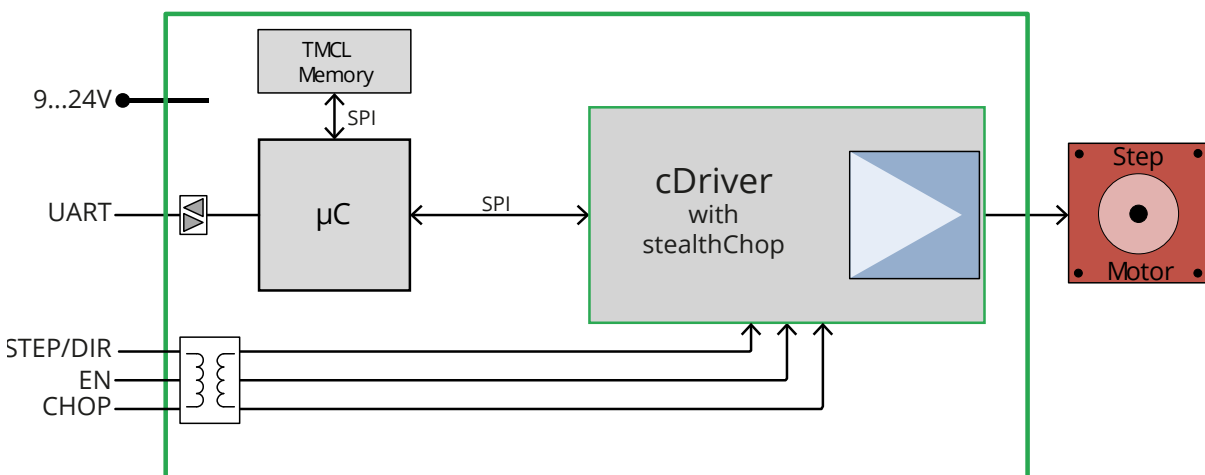 TMCL
Memory
9...24V
SPI
cDriver
with
stealthChop
Step
Motor
UART
µC
SPI
STEP/DIR
EN
CHOP